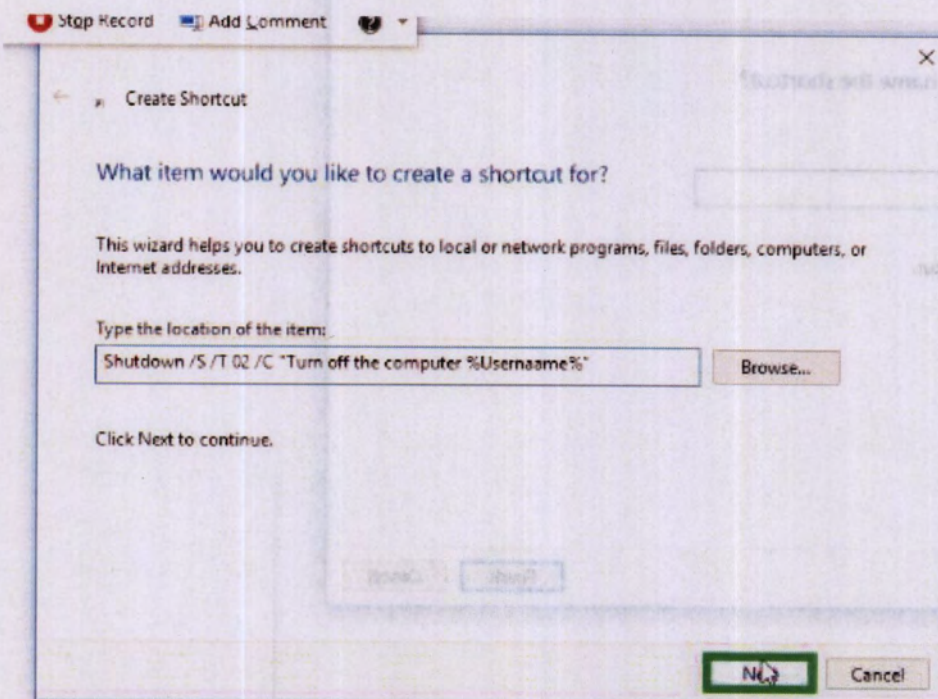 Stop Record Add Comment
Create Shortcut
What item would you like to create a shortcut for?
This wizard helps you to create shortcuts to local or network programs, files, folders, computers, or
Internet addresses.
Type the location of the item:
Shutdown /S /T 02 /C "Turn off the computer %Usernaame%"
Browse...
Click Next to continue.
Cancel